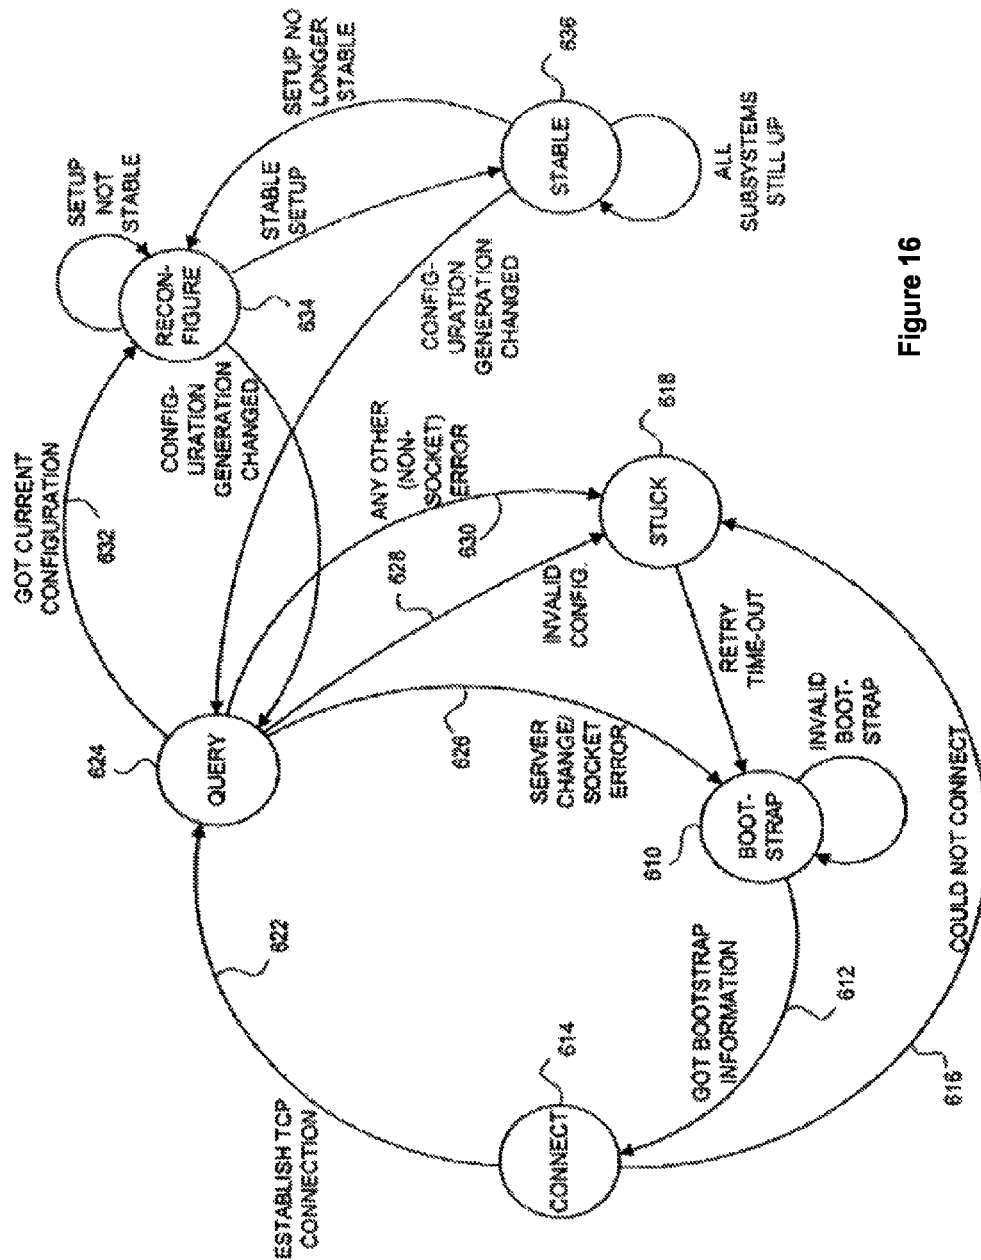 ESTABLISH TCP
CONNECTION
622
624
QUERY
GOT CURRENT
CONFIGURATION
632
SETUP
NOT
STABLE
RECON-
FIGURE
634
CONFIG-
URATION
GENERATION
CHANGED
SETUP NO
LONGER
STABLE
STABLE
SETUP
STABLE
636
ALL
SUBSYSTEMS
STILL UP
CONFIG-
URATION
GENERATION
CHANGED
ANY OTHER
(NON-
SOCKET)
ERROR
630
628
INVALID
CONFIG.
626
SERVER
CHANGE/
SOCKET
ERROR
STUCK
618
RETRY
TIME-OUT
610
BOOT-
STRAP
INVALID
BOOT-
STRAP
GOT BOOTSTRAP
INFORMATION
612
CONNECT
614
COULD NOT CONNECT
616
Figure 16